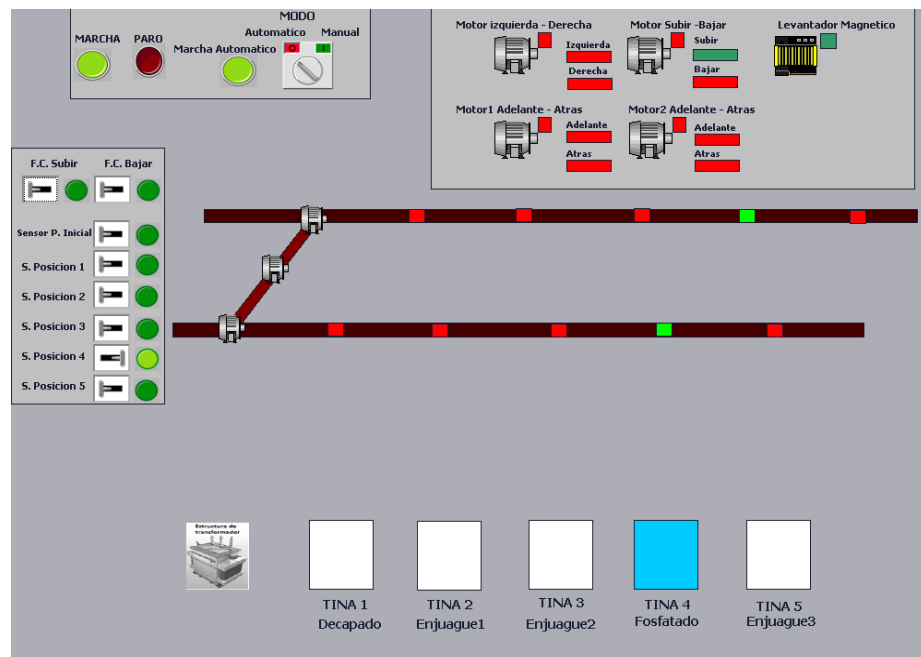 MODO
Automatico Manual
MARCHA PARO
Marcha Automatico
Motor izquierda - Derecha
Izquierda
Derecha
Motor Subir -Bajar
Subir
Bajar
Levantador Magnetico
Motor1 Adelante - Atras
Adelante
Atras
Motor2 Adelante - Atras
Adelante
Atras
F.C. Subir F.C. Bajar
Sensor P. Inicial
S. Posicion 1
S. Posicion 2
S. Posicion 3
S. Posicion 4
S. Posicion 5
Estructura de
transformador
TINA 1
Decapado
TINA 2
Enjuague1
TINA 3
Enjuague2
TINA 4
Fosfatado
TINA 5
Enjuague3